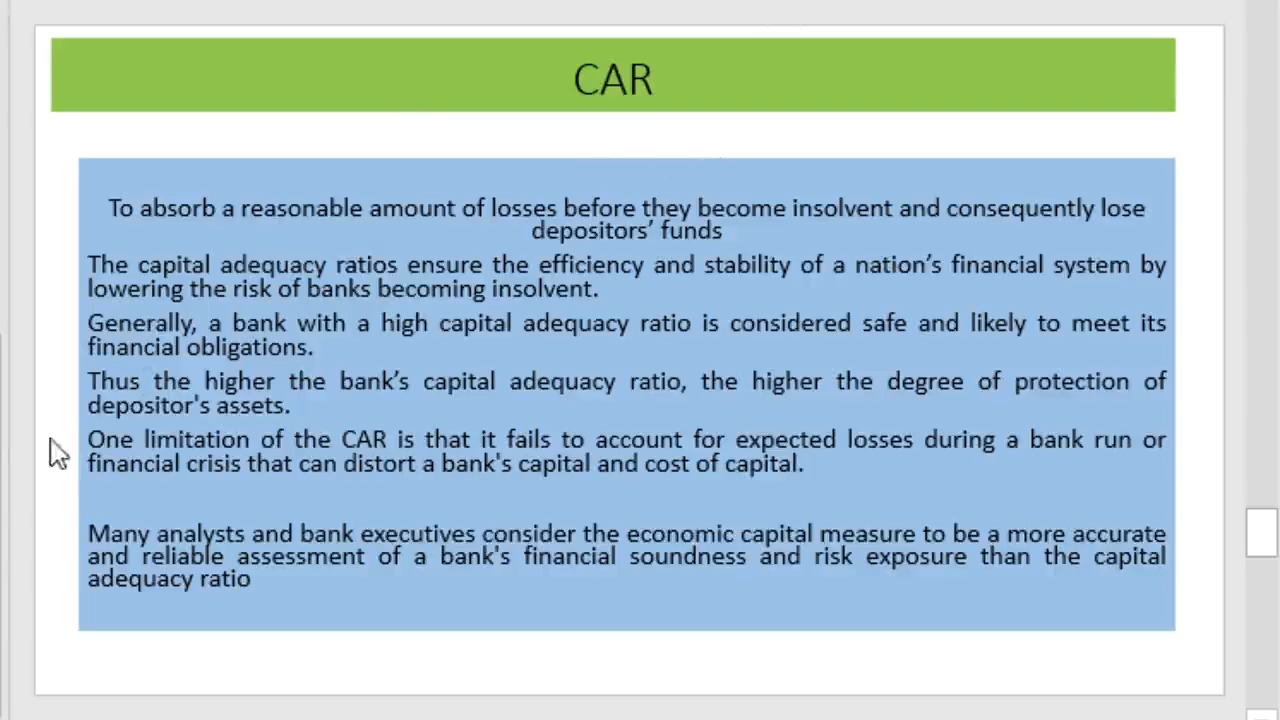 CAR
To absorb a reasonable amount of losses before they become insolvent and consequently lose
depositors’ funds
The capital adequacy ratios ensure the efficiency and stability of a nation’s financial system by
lowering the risk of banks becoming insolvent.
Generally, a bank with a high capital adequacy ratio is considered safe and likely to meet its
financial obligations.
Thus the higher the bank’s capital adequacy ratio, the higher the degree of protection of
depositor's assets.
One limitation of the CAR is that it fails to account for expected losses during a bank run or
financial crisis that can distort a bank's capital and cost of capital.
Many analysts and bank executives consider the economic capital measure to be a more accurate
and reliable assessment of a bank's financial soundness and risk exposure than the capital
adequacy ratio